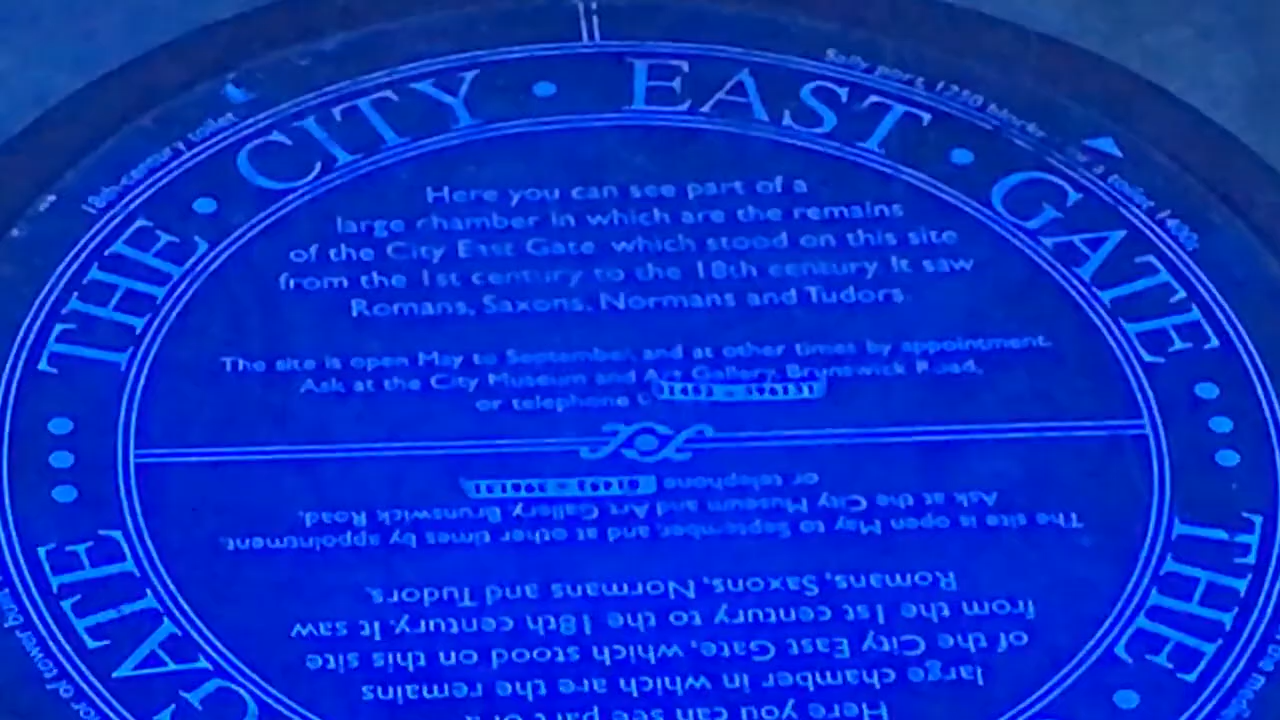 THE • CITY • EAST • GATE
18th-century toilet
Here you can see part of a
large chamber in which are the remains
of the City East Gate which stood on this site
from the 1st century to the 18th century. It saw
Romans, Saxons, Normans and Tudors.
The site is open May to September, and at other times by appointment.
Ask at the City Museum and Art Gallery, Brunswick Road,
or telephone
Here you can see part of a
large chamber in which are the remains
of the City East Gate, which stood on this site
from the 1st century to the 18th century. It saw
Romans, Saxons, Normans and Tudors.
The site is open May to September, and at other times by appointment.
Ask at the City Museum and Art Gallery, Brunswick Road,
or telephone
THE •
GATE